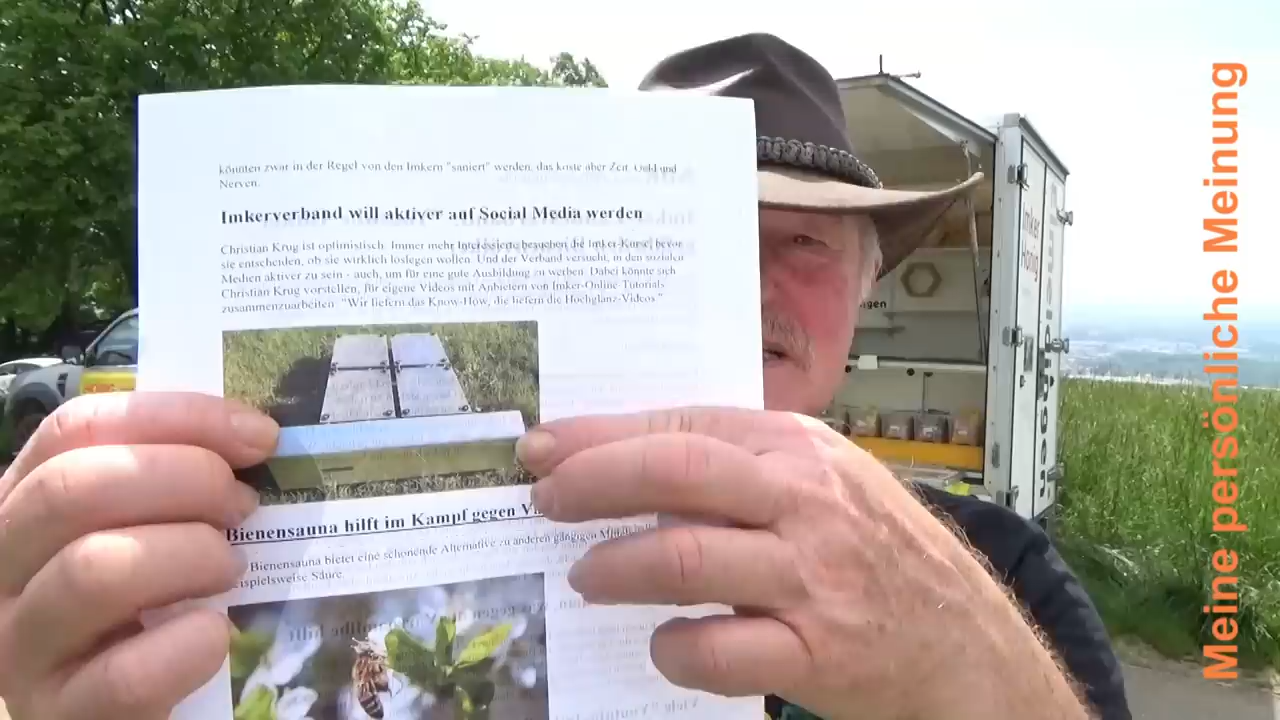 könnten zwar in der Regel von den Imkern "saniert" werden, das koste aber Zeit, Geld und
Nerven.
Imkerverband will aktiver auf Social Media werden
Christian Krug ist optimistisch. Immer mehr Interessierte besuchen die Imker-Kurse, bevor
sie entscheiden, ob sie wirklich loslegen wollen. Und der Verband versucht, in den sozialen
Medien aktiver zu sein - auch, um für eine gute Ausbildung zu werben. Dabei könnte sich
Christian Krug vorstellen, für eigene Videos mit Anbietern von Imker-Online-Tutorials
zusammenzuarbeiten: "Wir liefern das Know-How, die liefern die Hochglanz-Videos."
Bienensauna hilft im Kampf gegen
Bienensauna bietet eine schonende Alternative zu anderen gängigen
ispielsweise Säure.
Imker
Honig
Meine persönliche Meinung